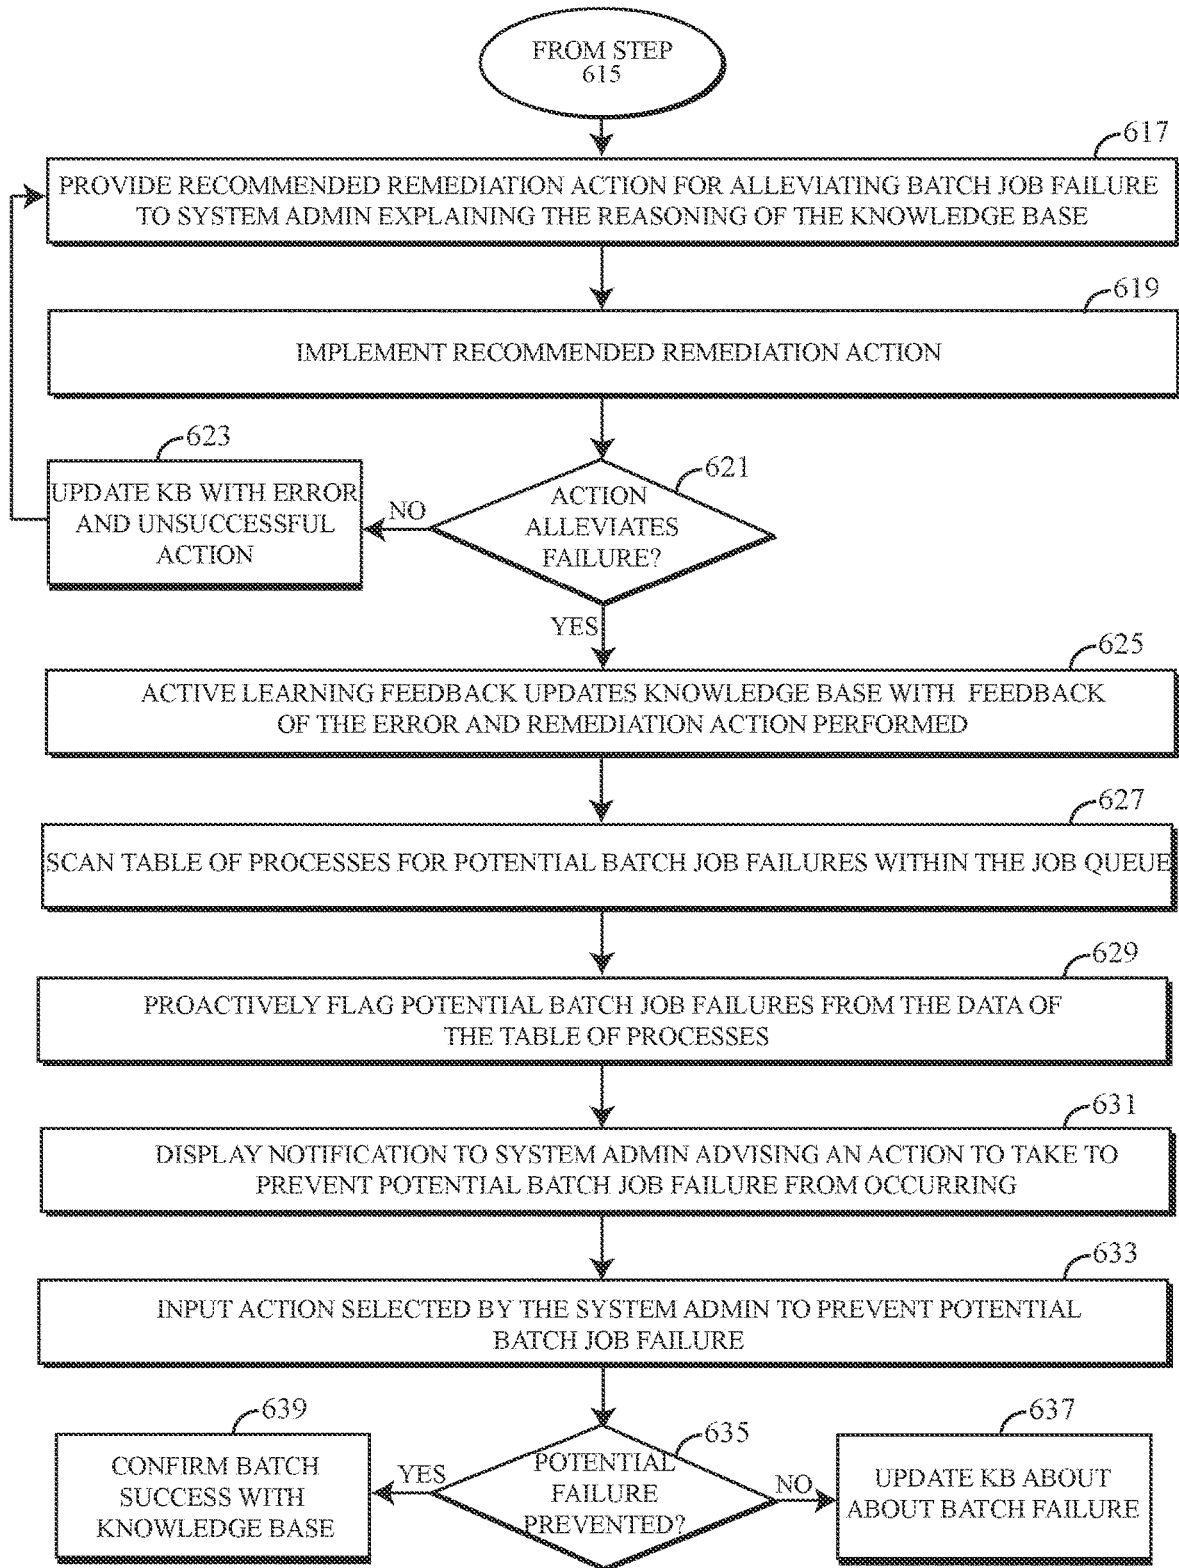 FROM STEP
615
617
PROVIDE RECOMMENDED REMEDIATION ACTION FOR ALLEVIATING BATCH JOB FAILURE
TO SYSTEM ADMIN EXPLAINING THE REASONING OF THE KNOWLEDGE BASE
619
IMPLEMENT RECOMMENDED REMEDIATION ACTION
623
UPDATE KB WITH ERROR
AND UNSUCCESSFUL
ACTION
NO
621
ACTION
ALLEVIATES
FAILURE?
YES
625
ACTIVE LEARNING FEEDBACK UPDATES KNOWLEDGE BASE WITH FEEDBACK
OF THE ERROR AND REMEDIATION ACTION PERFORMED
627
SCAN TABLE OF PROCESSES FOR POTENTIAL BATCH JOB FAILURES WITHIN THE JOB QUEUE
629
PROACTIVELY FLAG POTENTIAL BATCH JOB FAILURES FROM THE DATA OF
THE TABLE OF PROCESSES
631
DISPLAY NOTIFICATION TO SYSTEM ADMIN ADVISING AN ACTION TO TAKE TO
PREVENT POTENTIAL BATCH JOB FAILURE FROM OCCURRING
633
INPUT ACTION SELECTED BY THE SYSTEM ADMIN TO PREVENT POTENTIAL
BATCH JOB FAILURE
639
CONFIRM BATCH
SUCCESS WITH
KNOWLEDGE BASE
YES
635
POTENTIAL
FAILURE
PREVENTED?
NO
637
UPDATE KB ABOUT
ABOUT BATCH FAILURE